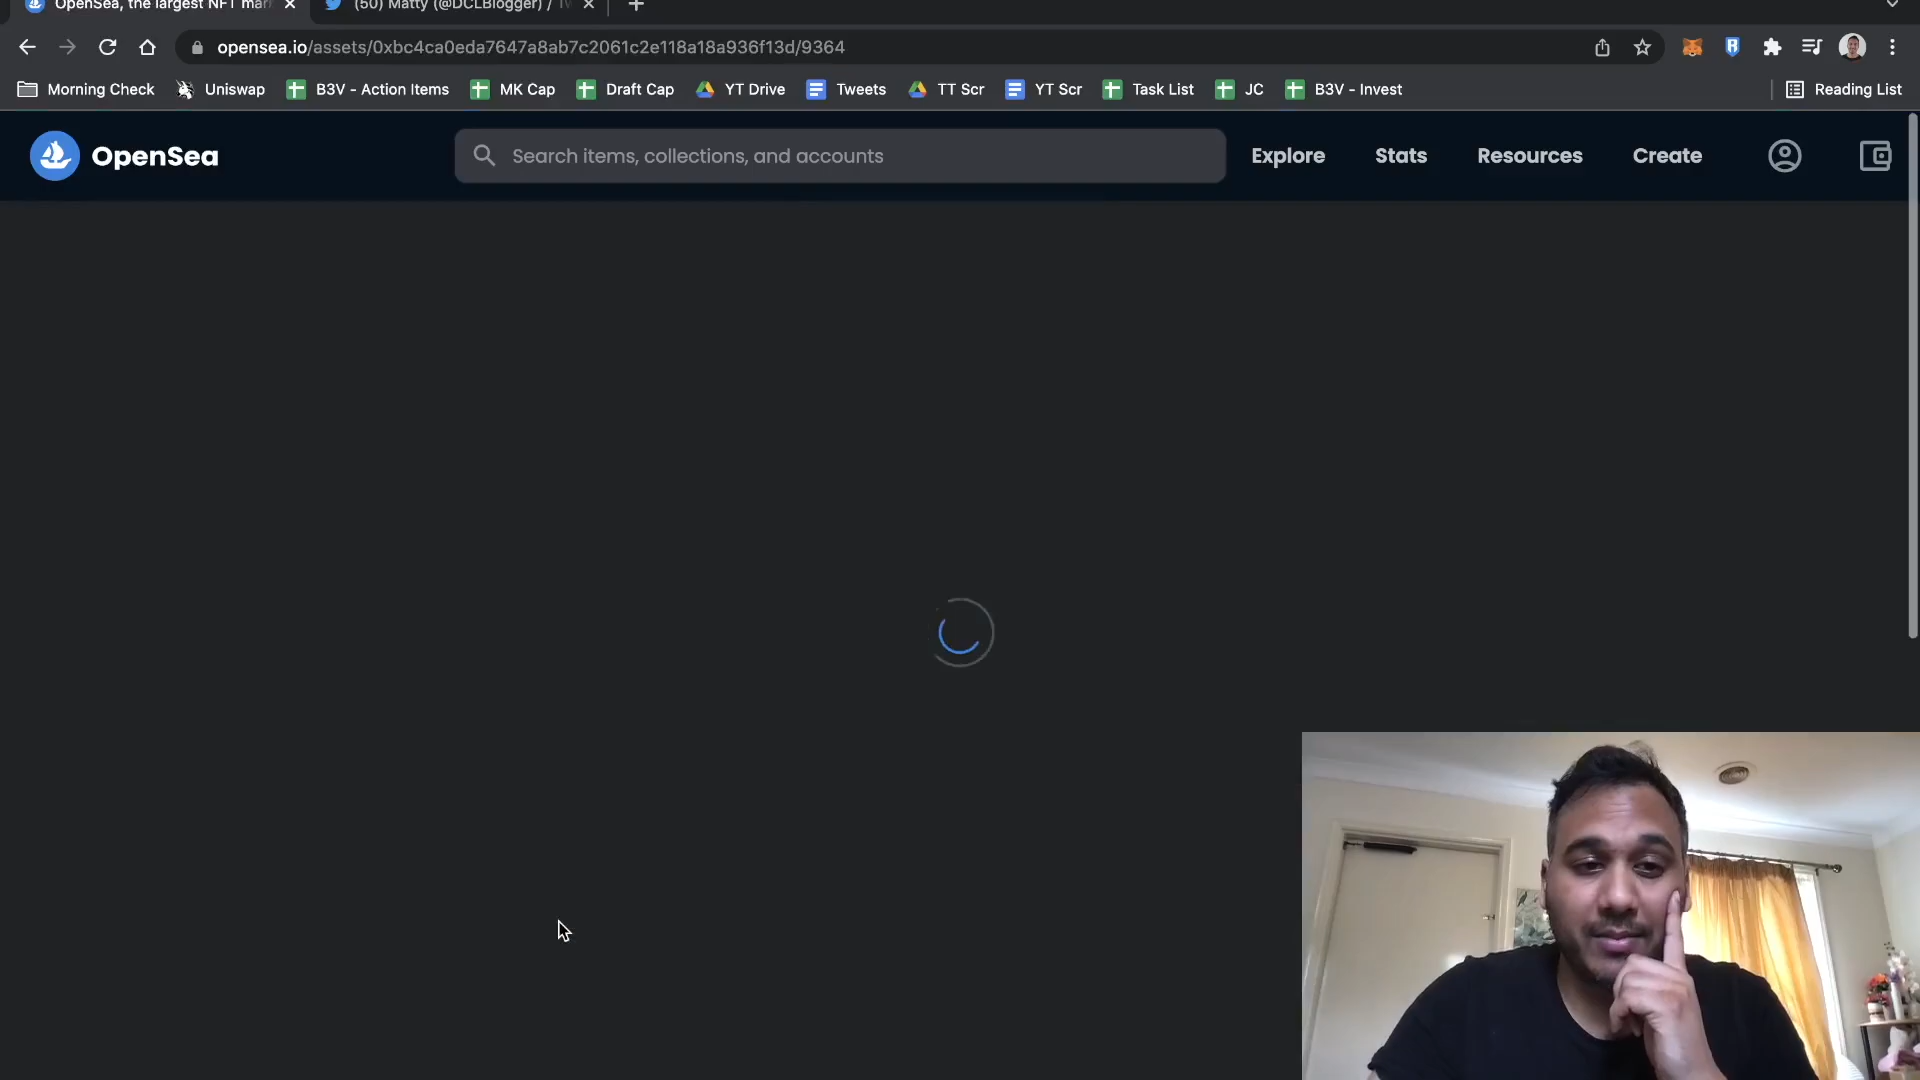 OpenSea, the largest NFT mar
(50) Matty (@DCLBlogger) / Tw
opensea.io/assets/0xbc4ca0eda7647a8ab7c2061c2e118a18a936f13d/9364
Morning Check Uniswap B3V - Action Items MK Cap Draft Cap YT Drive Tweets TT Scr YT Scr Task List JC B3V - Invest Reading List
OpenSea Search items, collections, and accounts Explore Stats Resources Create